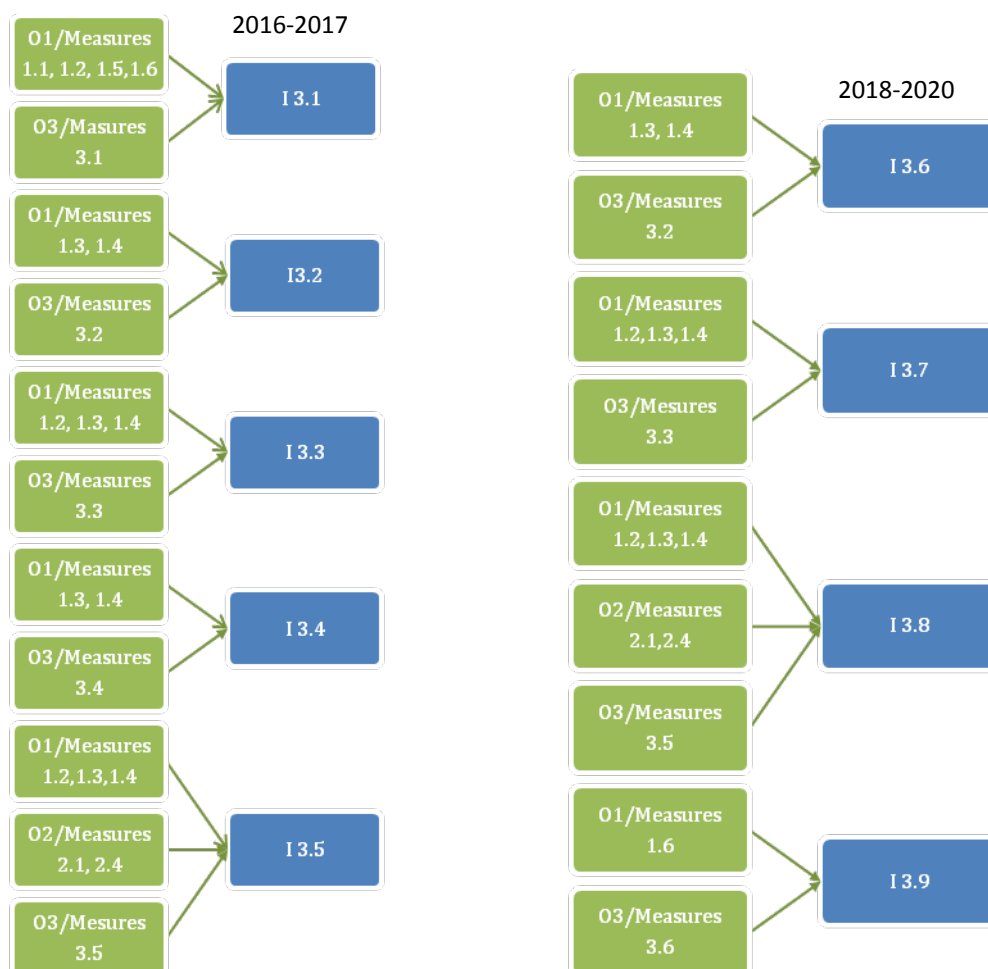 2016-2017
O1/Measures
1.1, 1.2, 1.5,1.6
O3/Masures
3.1
I 3.1
O1/Measures
1.3, 1.4
O3/Measures
3.2
I3.2
O1/Measures
1.2, 1.3, 1.4
O3/Measures
3.3
I 3.3
O1/Measures
1.3, 1.4
O3/Measures
3.4
I 3.4
O1/Measures
1.2,1.3,1.4
O2/Measures
2.1, 2.4
O3/Mesures
3.5
I 3.5
2018-2020
O1/Measures
1.3, 1.4
O3/Measures
3.2
I 3.6
O1/Measures
1.2,1.3,1.4
O3/Mesures
3.3
I 3.7
O1/Measures
1.2,1.3,1.4
O2/Measures
2.1,2.4
O3/Measures
3.5
I 3.8
O1/Measures
1.6
O3/Measures
3.6
I 3.9